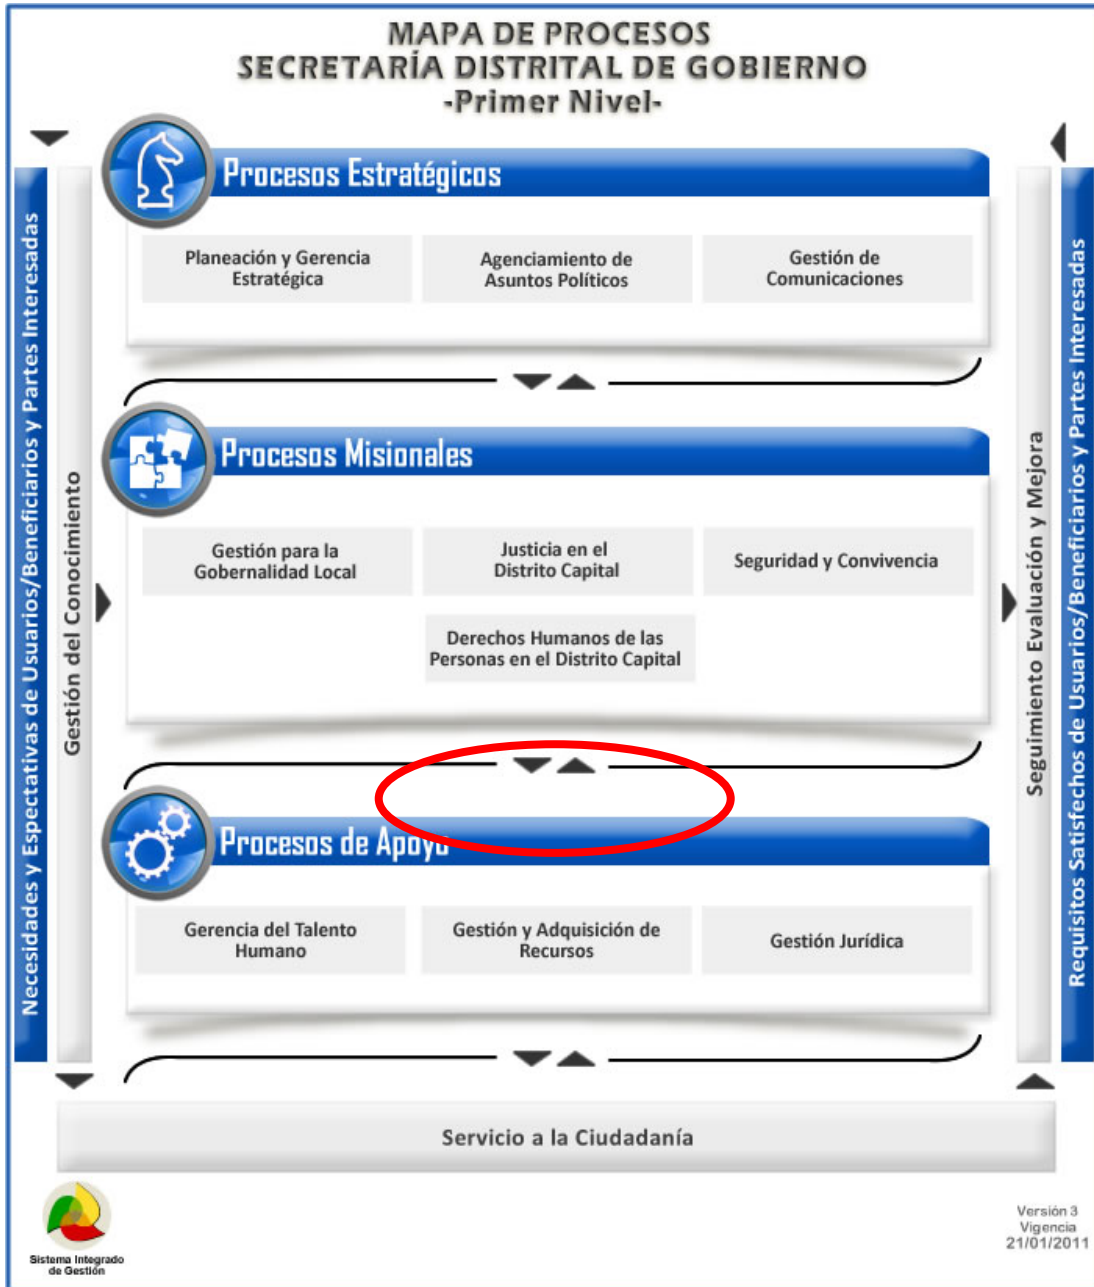 MAPA DE PROCESOS
SECRETARÍA DISTRITAL DE GOBIERNO
-Primer Nivel-
Necesidades y Espectativas de Usuarios/Beneficiarios y Partes Interesadas
Gestión del Conocimiento
Procesos Estratégicos
Planeación y Gerencia
Estratégica
Agenciamiento de
Asuntos Políticos
Gestión de
Comunicaciones
Procesos Misionales
Gestión para la
Gobernalidad Local
Justicia en el
Distrito Capital
Seguridad y Convivencia
Derechos Humanos de las
Personas en el Distrito Capital
Procesos de Apoyo
Gerencia del Talento
Humano
Gestión y Adquisición de
Recursos
Gestión Jurídica
Seguimiento Evaluación y Mejora
Requisitos Satisfechos de Usuarios/Beneficiarios y Partes Interesadas
Servicio a la Ciudadanía
Sistema Integrado
de Gestión
Versión 3
Vigencia
21/01/2011